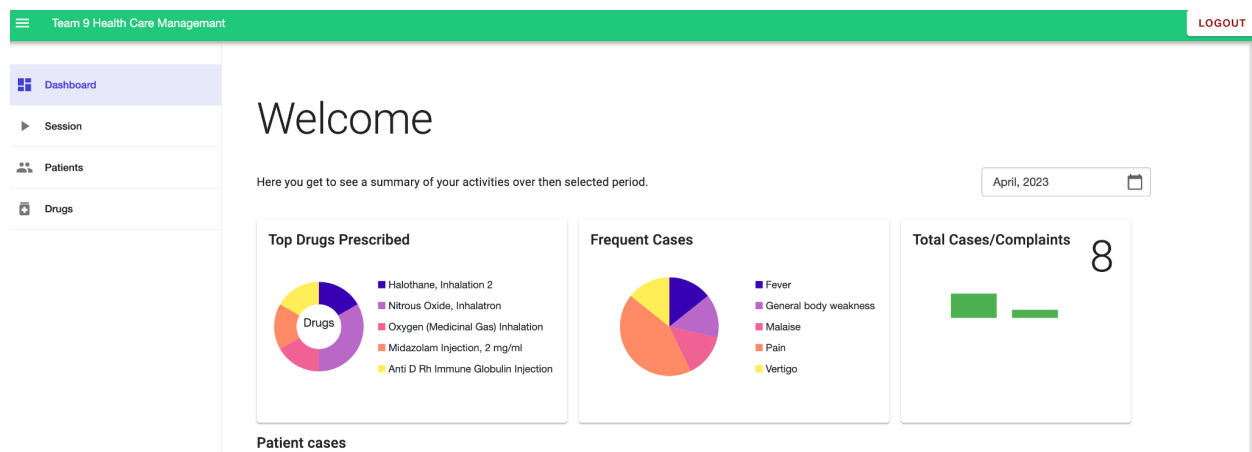 Team 9 Health Care Managemant
LOGOUT
Dashboard
Session
Patients
Drugs
Welcome
Here you get to see a summary of your activities over then selected period.
April, 2023
Top Drugs Prescribed
Drugs
Halothane, Inhalation 2
Nitrous Oxide, Inhalatron
Oxygen (Medicinal Gas) Inhalation
Midazolam Injection, 2 mg/ml
Anti D Rh Immune Globulin Injection
Frequent Cases
Fever
General body weakness
Malaise
Pain
Vertigo
Total Cases/Complaints
8
Patient cases